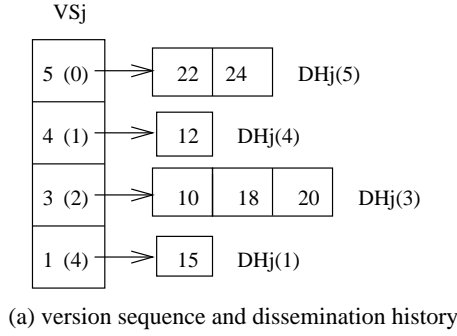 VSj
5 (0) 22 24 DHj(5)
4 (1) 12 DHj(4)
3 (2) 10 18 20 DHj(3)
1 (4) 15 DHj(1)
(a) version sequence and dissemination history